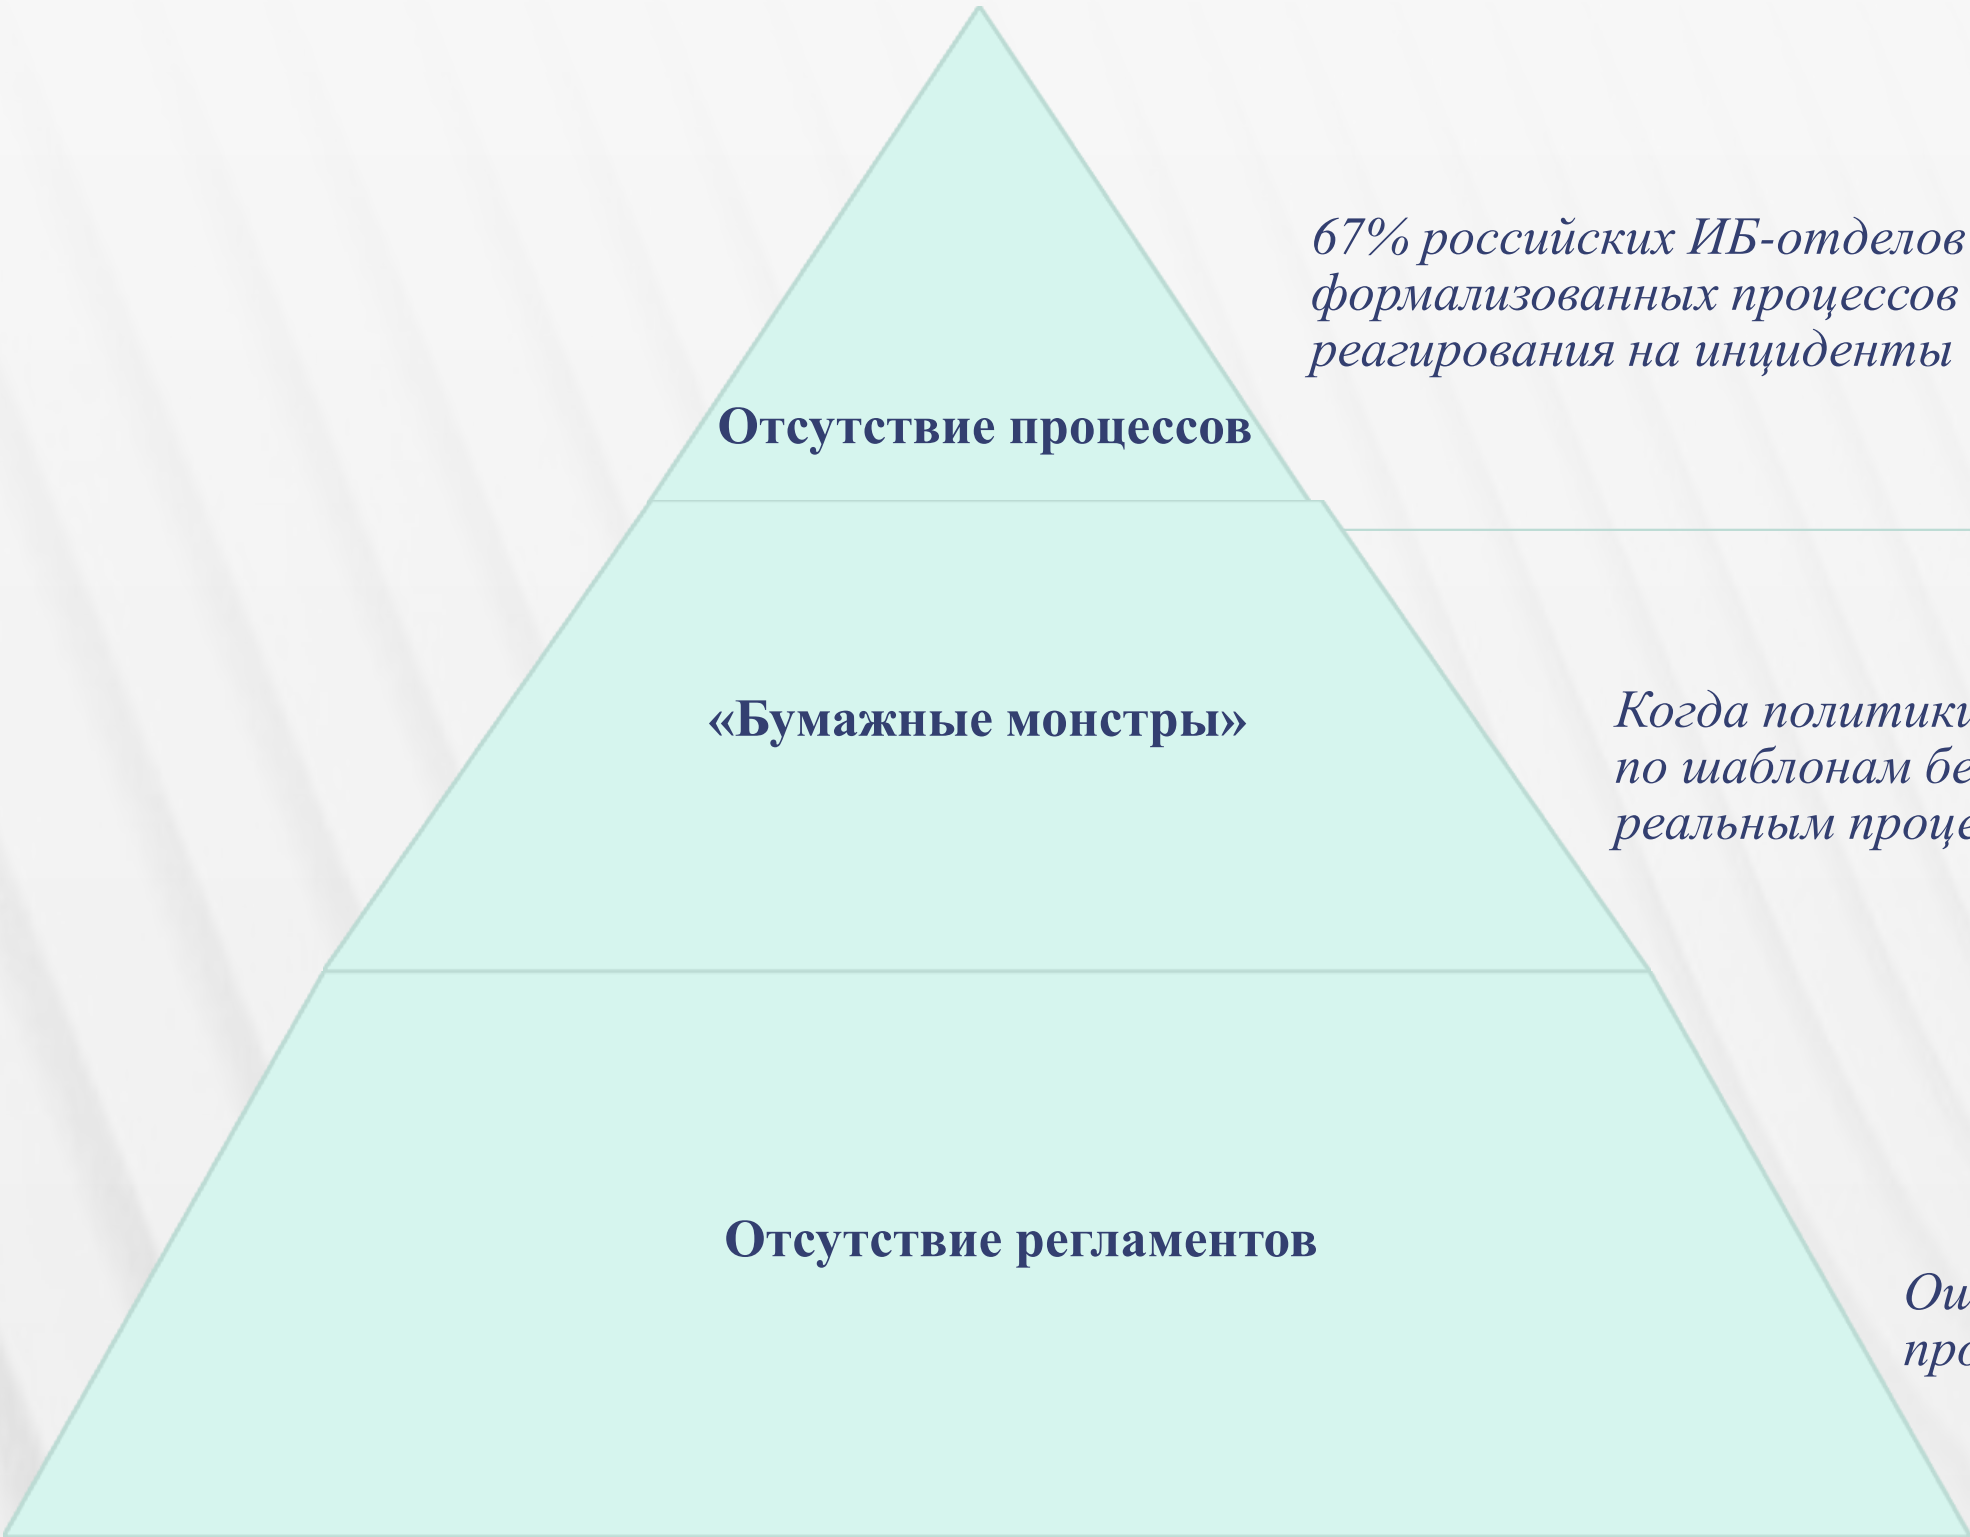 67% российских ИБ-отделов
формализованных процессов
реагирования на инциденты
Отсутствие процессов
«Бумажные монстры»
Когда политики
по шаблонам
реальным
Отсутствие регламентов